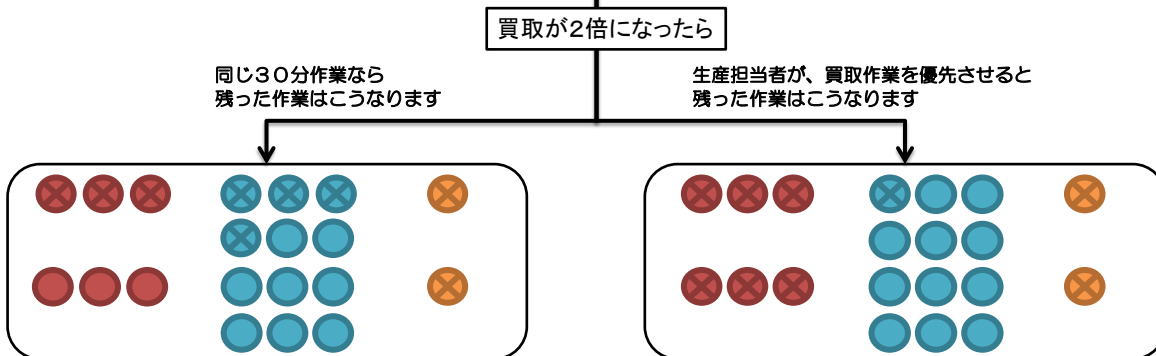 買取が2倍になったら
同じ３０分作業なら
残った作業はこうなります
生産担当者が、買取作業を優先させると
残った作業はこうなります